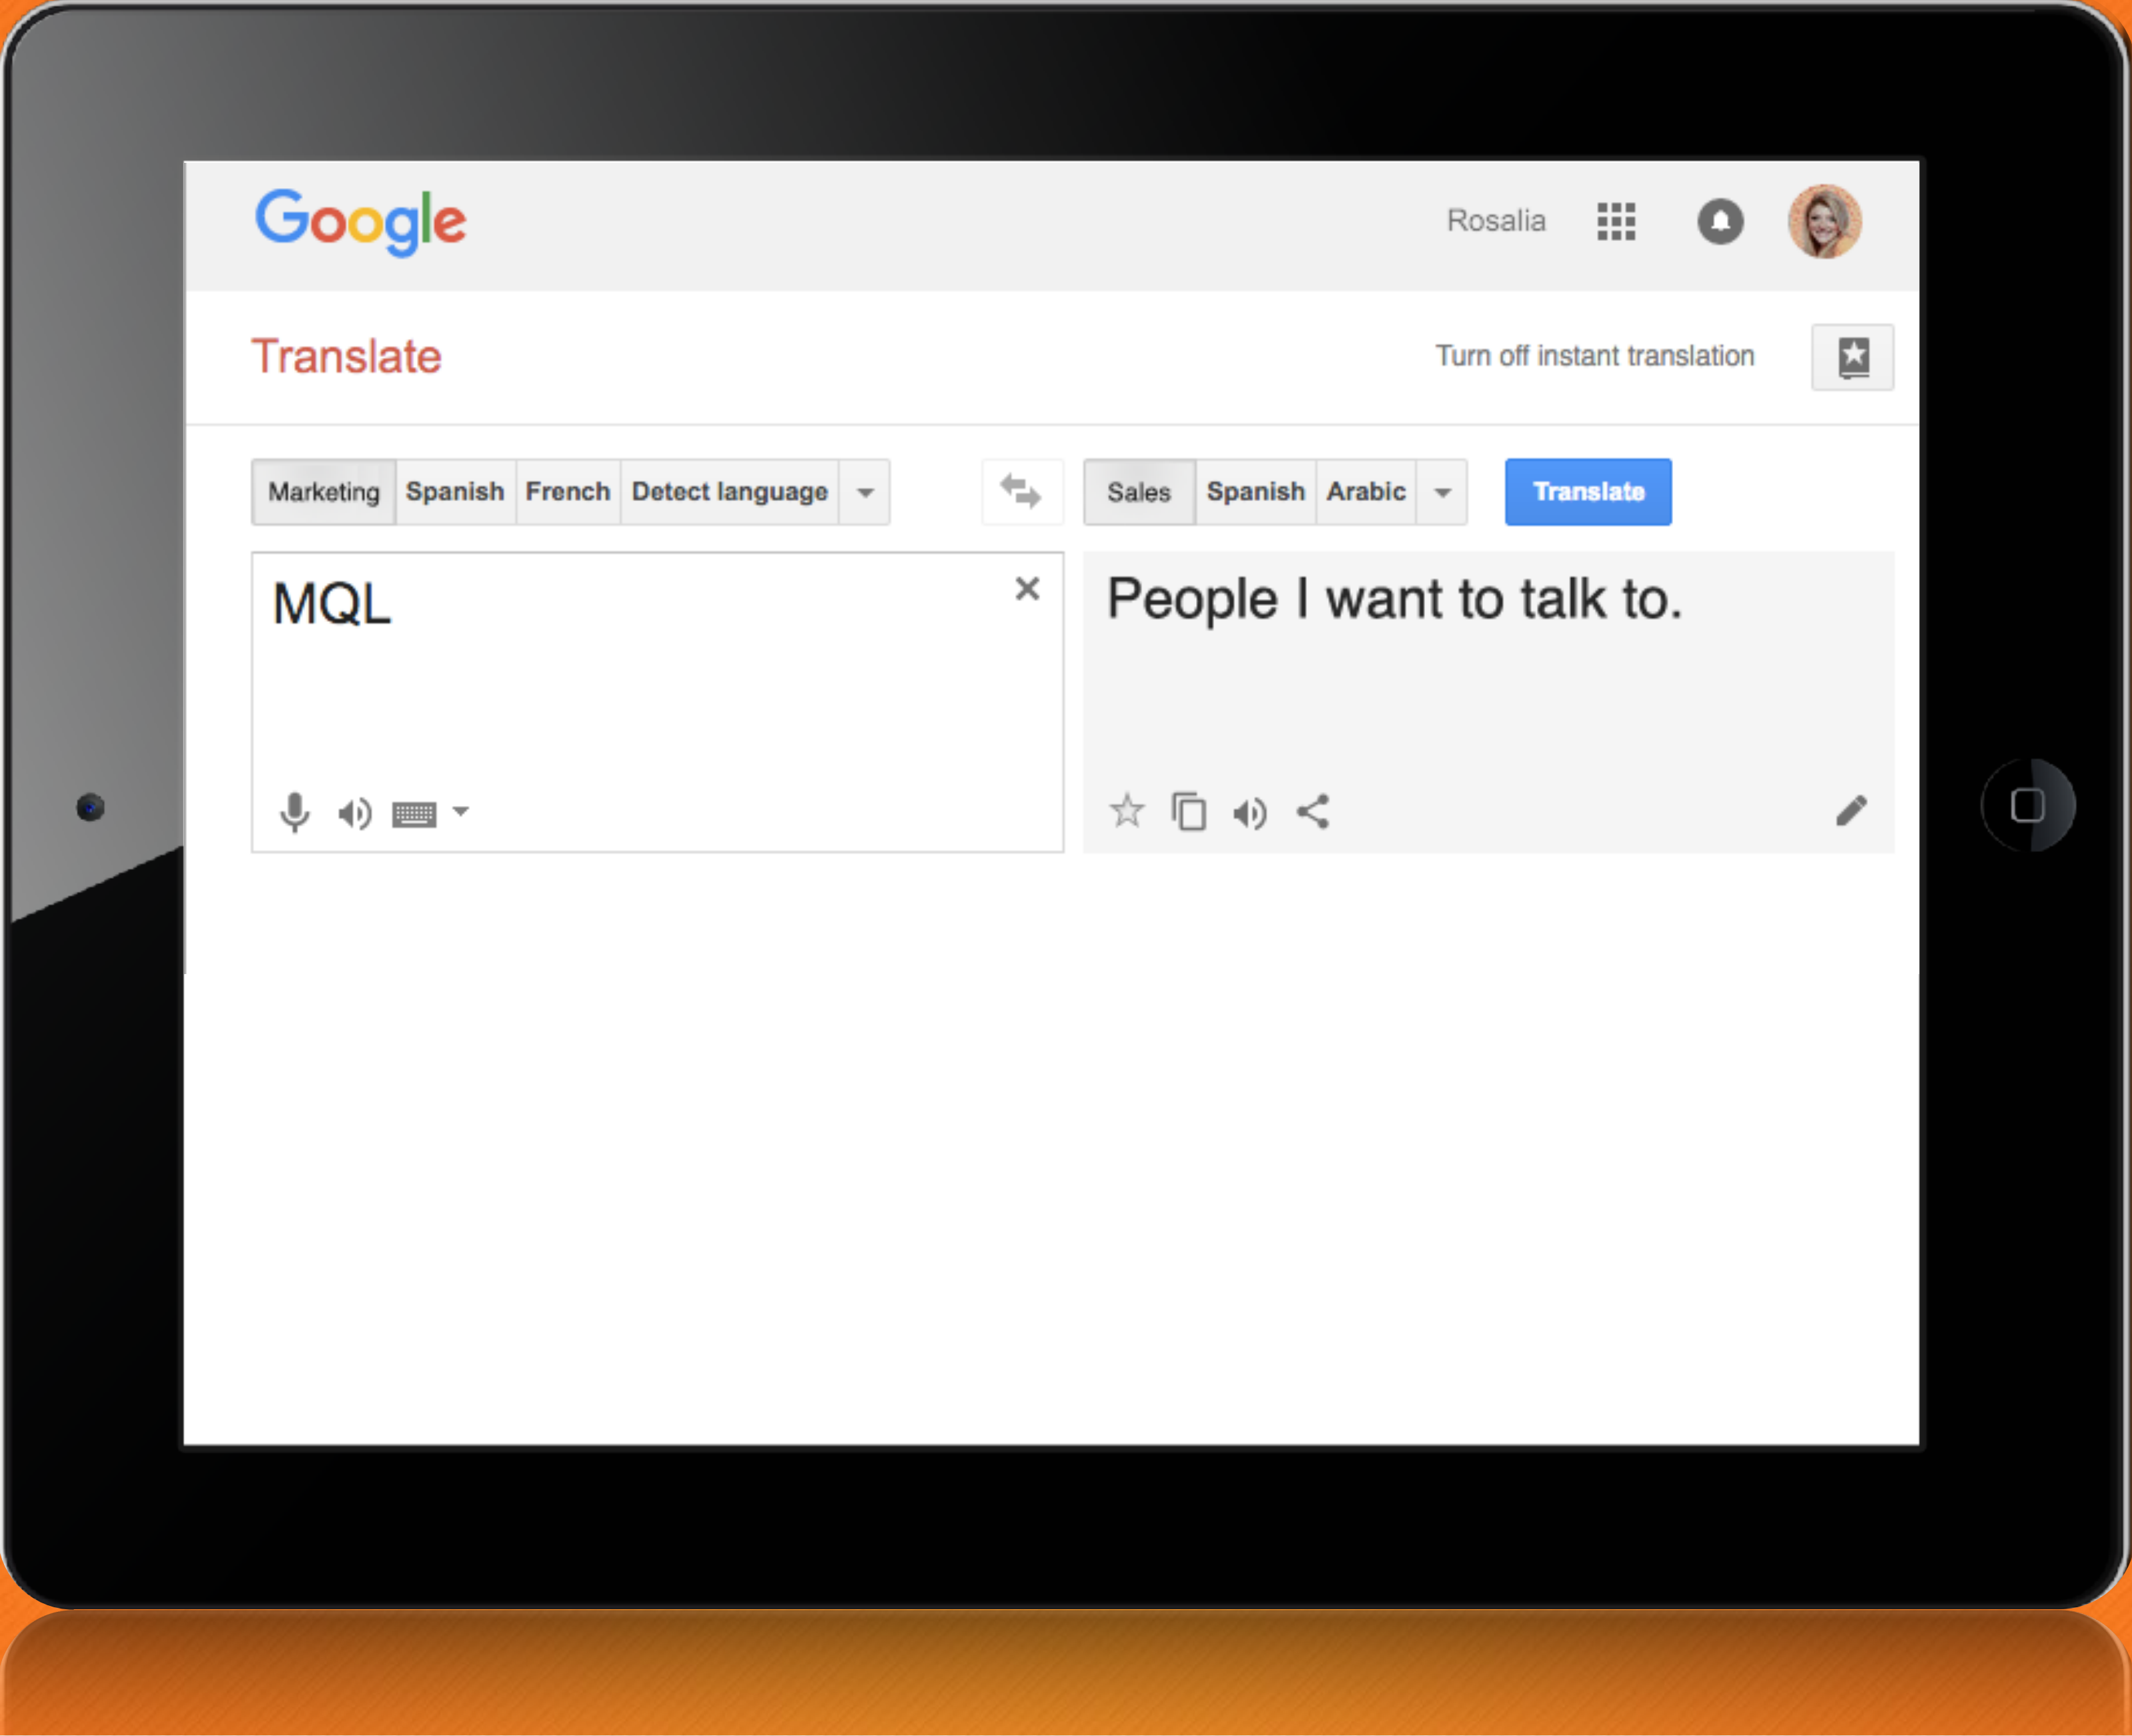 Google
Rosalia
Translate
Turn off instant translation
Marketing Spanish French Detect language
Sales Spanish Arabic Translate
MQL
People I want to talk to.